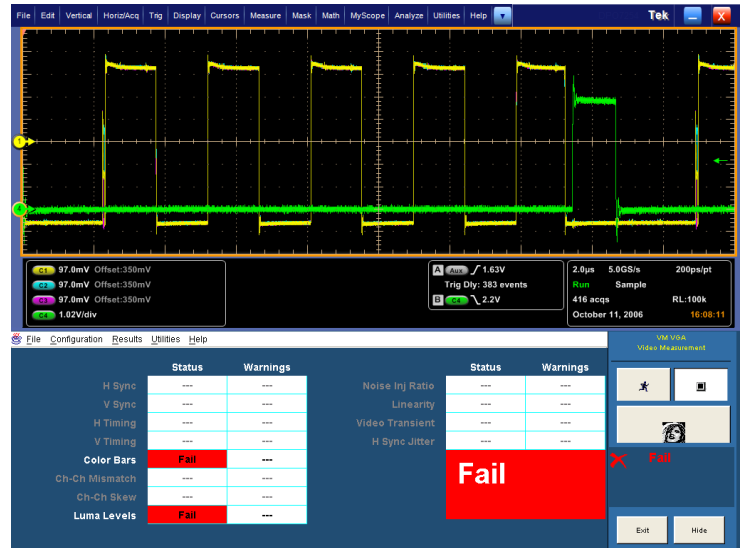 File Edit Vertical Horiz/Acq Trig Display Cursors Measure Mask Math MyScope Analyze Utilities Help Tek X
1
4
C1 97.0mV Offset:350mV
C2 97.0mV Offset:350mV
C3 97.0mV Offset:350mV
C4 1.02V/div
A Aux 1.63V
Trig Dly: 383 events
B C4 2.2V
2.0µs 5.0GS/s 200ps/pt
Run Sample
416 acqs RL:100k
October 11, 2006 16:08:11
File Configuration Results Utilities Help
Status Warnings
H Sync --- ---
V Sync --- ---
H Timing --- ---
V Timing --- ---
Color Bars Fail ---
Ch-Ch Mismatch --- ---
Ch-Ch Skew --- ---
Luma Levels Fail ---
Status Warnings
Noise Inj Ratio --- ---
Linearity --- ---
Video Transient --- ---
H Sync Jitter --- ---
Fail
VM VGA
Video Measurement
Fail
Exit Hide